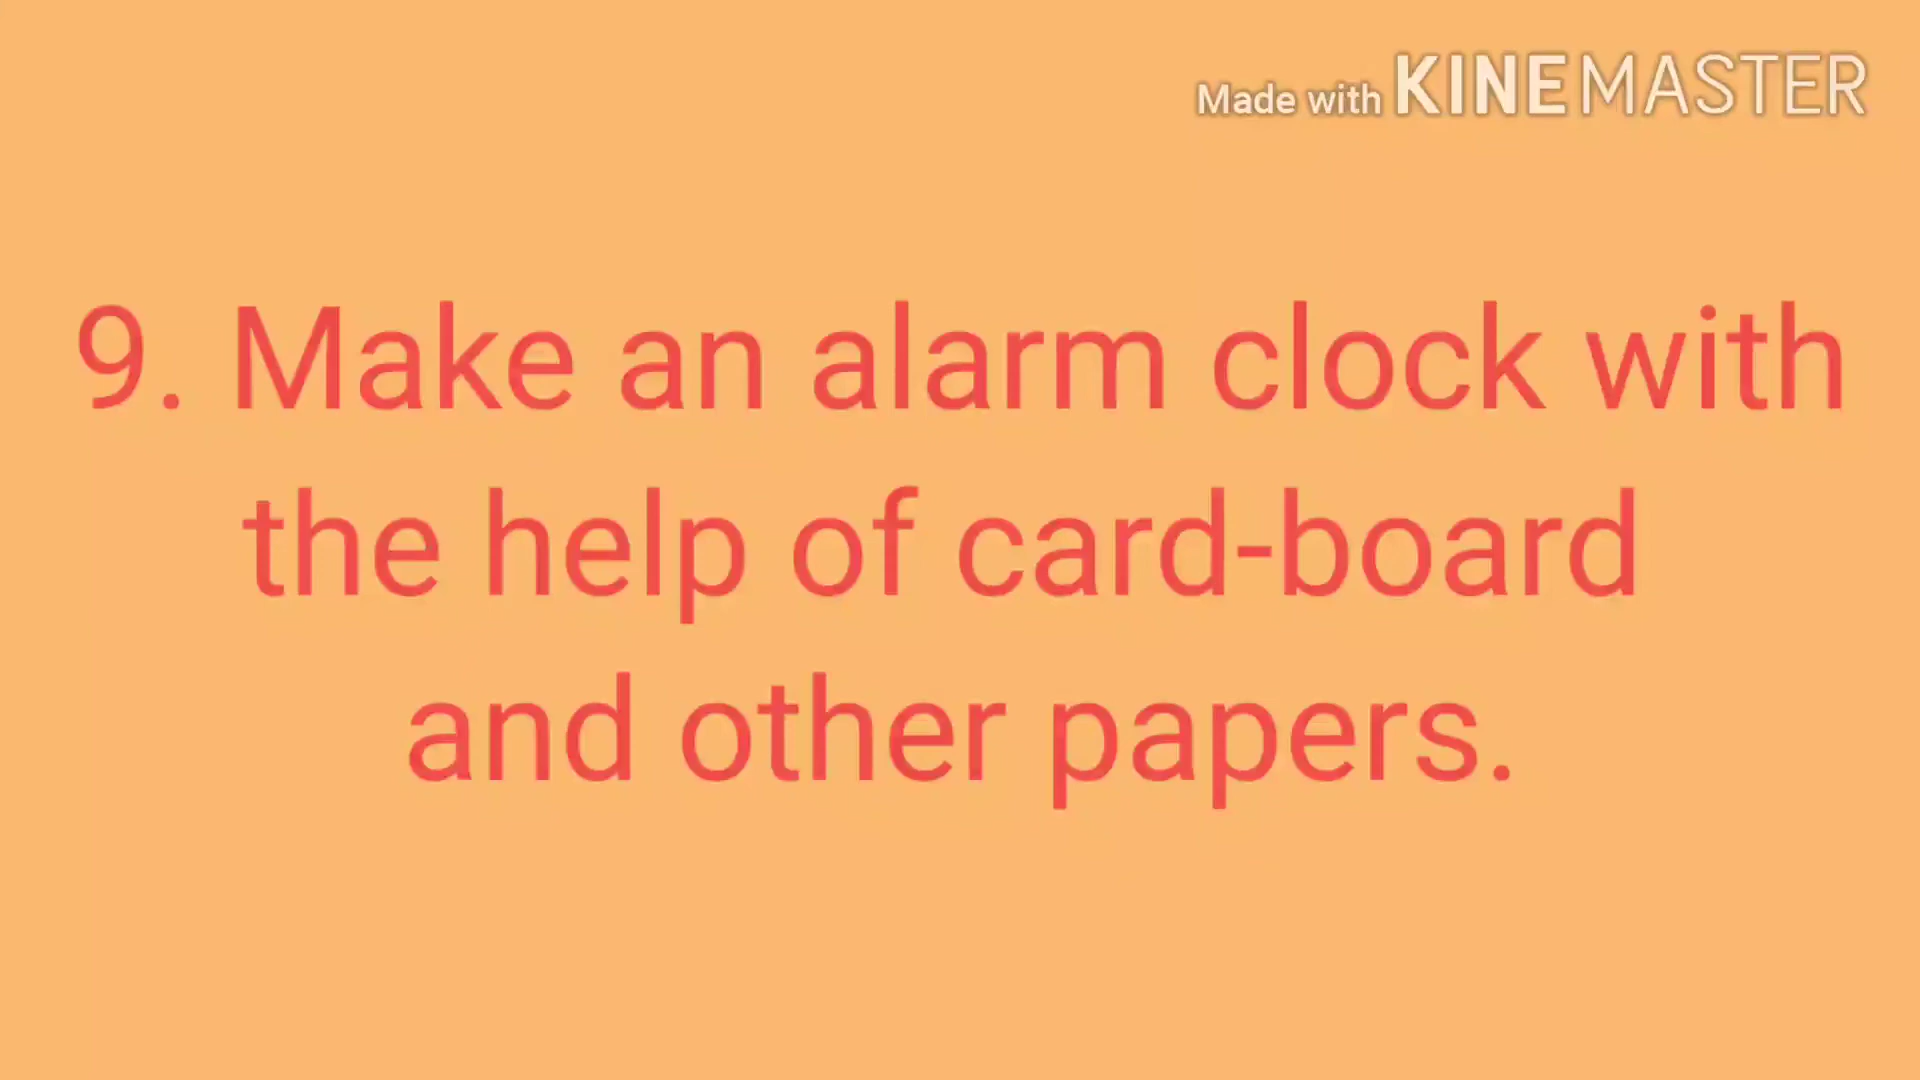 Made with KINEMASTER
9. Make an alarm clock with
the help of card-board
and other papers.